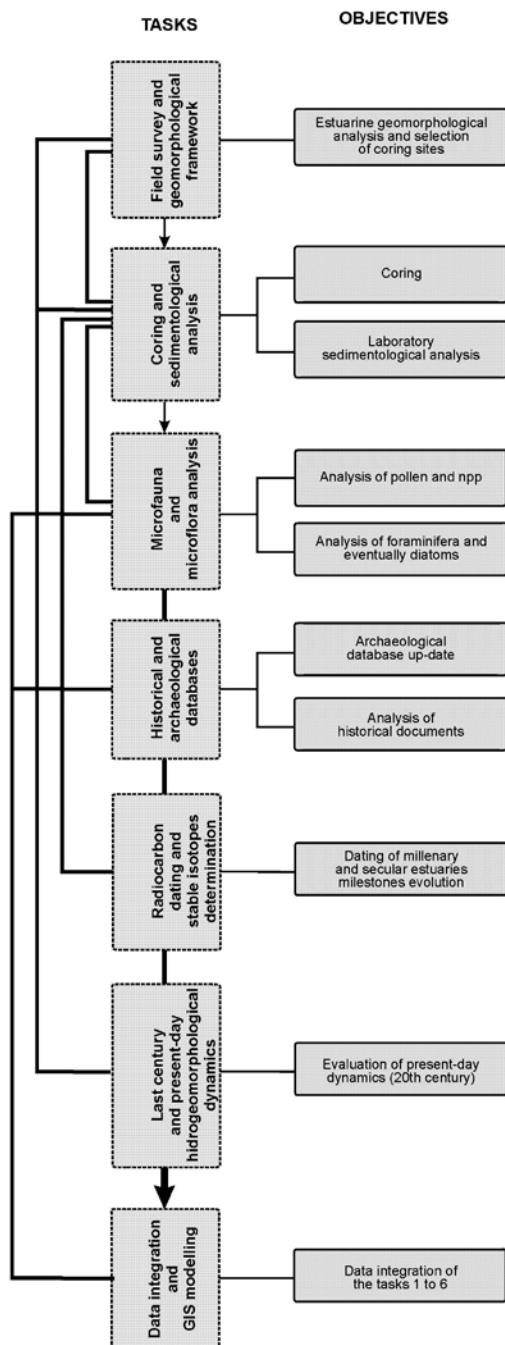 TASKS
OBJECTIVES
Field survey and
geomorphological
framework
Estuarine geomorphological
analysis and selection
of coring sites
Coring and
sedimentological
analysis
Coring
Laboratory
sedimentological analysis
Microfauna
and
microflora analysis
Analysis of pollen and npp
Analysis of foraminifera and
eventually diatoms
Historical and
archaeological
databases
Archaeological
database up-date
Analysis of
historical documents
Radiocarbon
dating and
stable isotopes
determination
Dating of millenary
and secular estuaries
milestones evolution
Last century
and present-day
hidrogeomorphological
dynamics
Evaluation of present-day
dynamics (20th century)
Data integration
and
GIS modelling
Data integration of
the tasks 1 to 6